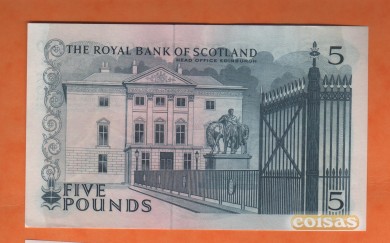 5
THE ROYAL BANK OF SCOTLAND
HEAD OFFICE EDINBURGH
FIVE
POUNDS
5
coisas